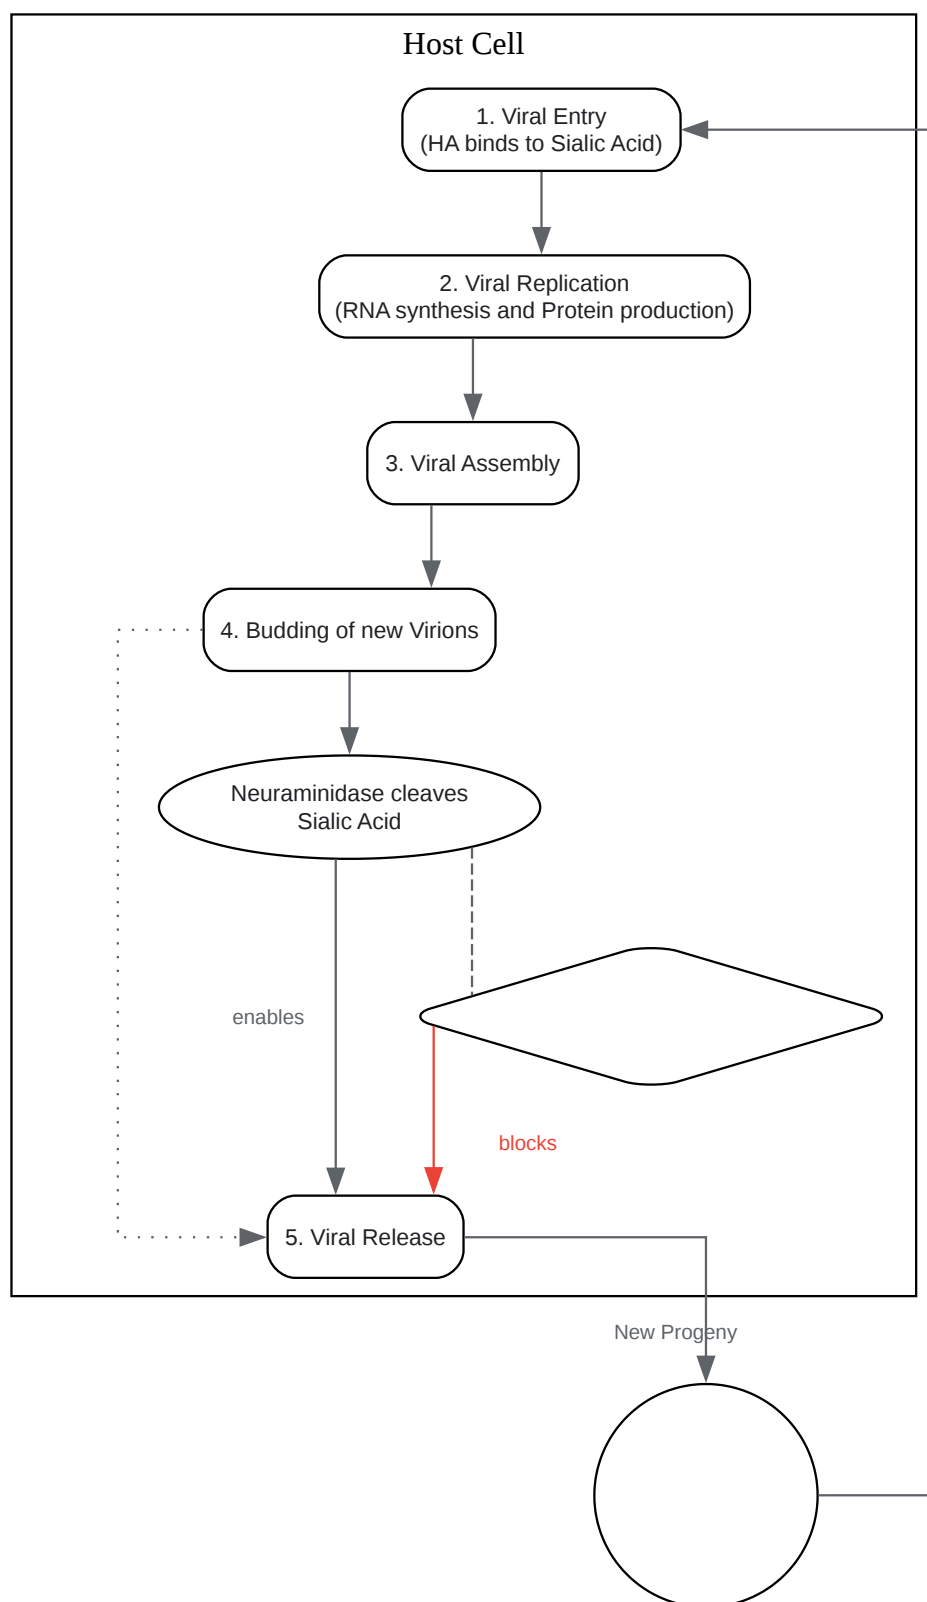 Host Cell
1. Viral Entry
(HA binds to Sialic Acid)
2. Viral Replication
(RNA synthesis and Protein production)
3. Viral Assembly
4. Budding of new Virions
Neuraminidase cleaves
Sialic Acid
enables
blocks
5. Viral Release
New Progeny